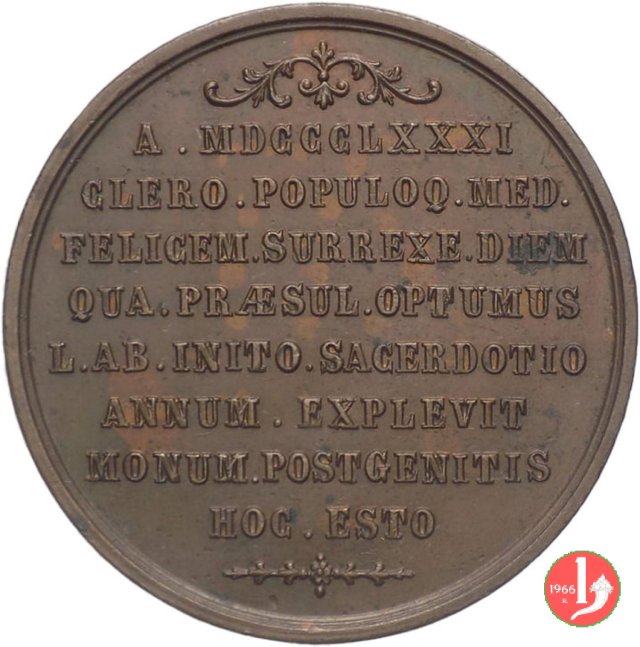 A . MDCCCLXXXI
CLERO . POPULOQ . MED.
FELICEM . SURREXE . DIEM
QUA . PRÆSUL . OPTUMUS
L . AB . INITO . SACERDOTIO
ANNUM . EXPLEVIT
MONUM . POSTGENITIS
HOC . ESTO
1966